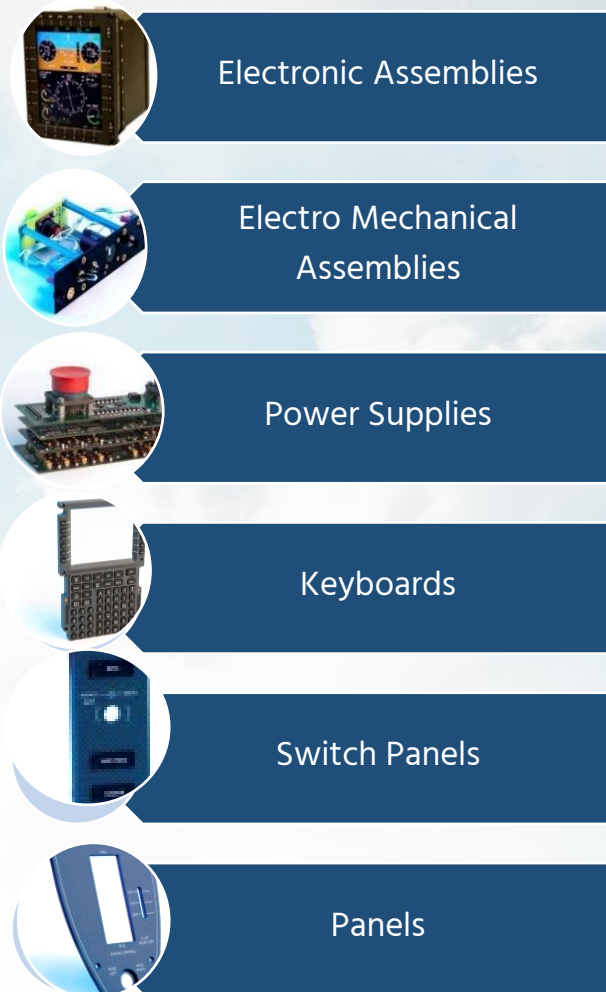 Electronic Assemblies
Electro Mechanical
Assemblies
Power Supplies
Keyboards
Switch Panels
Panels